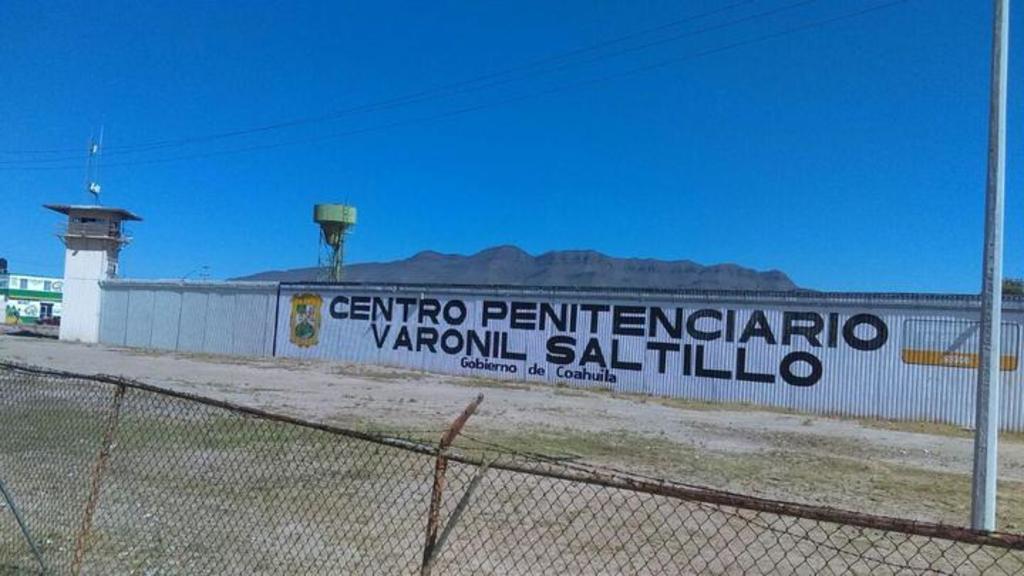 CENTRO PENITENCIARIO
VARONIL SALTILLO
Gobierno de Coahuila